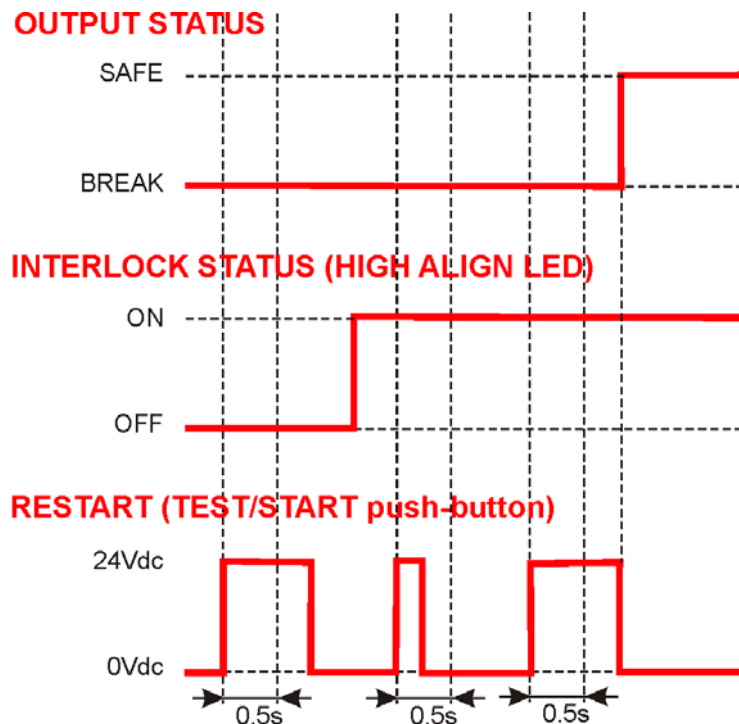 OUTPUT STATUS
SAFE
BREAK
INTERLOCK STATUS (HIGH ALIGN LED)
ON
OFF
RESTART (TEST/START push-button)
24Vdc
0Vdc
0.5s 0.5s 0.5s